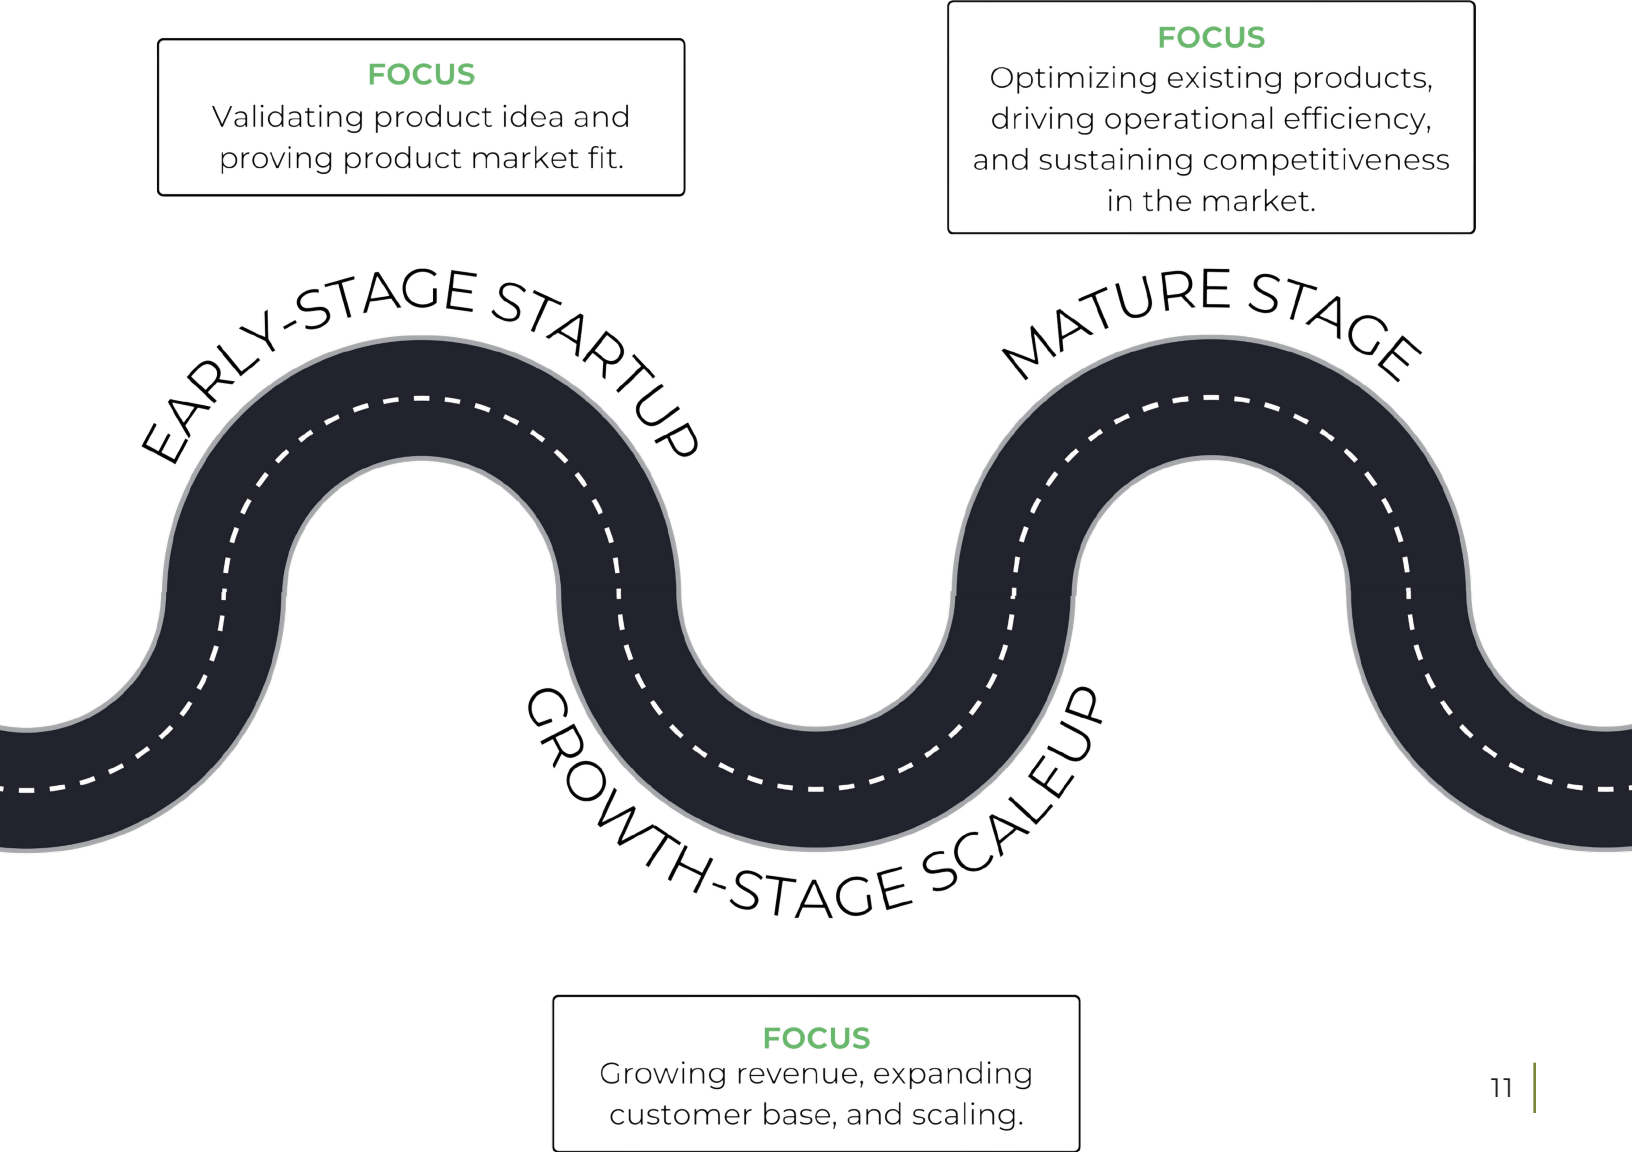 FOCUS
Validating product idea and
proving product market fit.
EARLY-STAGE STARTUP
FOCUS
Optimizing existing products,
driving operational efficiency,
and sustaining competitiveness
in the market.
MATURE STAGE
GROWTH-STAGE SCALEUP
FOCUS
Growing revenue, expanding
customer base, and scaling.
11